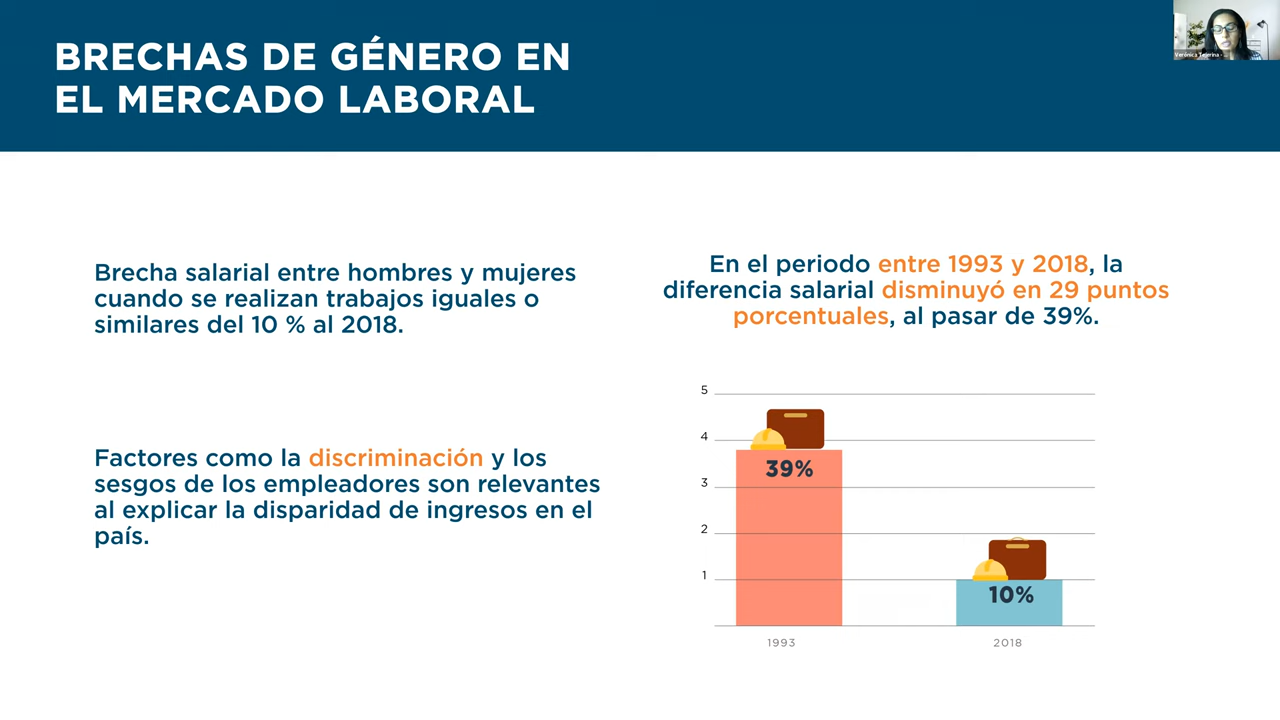 BRECHAS DE GÉNERO EN
EL MERCADO LABORAL
Verónica Tejerina - ...
Brecha salarial entre hombres y mujeres
cuando se realizan trabajos iguales o
similares del 10 % al 2018.
Factores como la discriminación y los
sesgos de los empleadores son relevantes
al explicar la disparidad de ingresos en el
país.
En el periodo entre 1993 y 2018, la
diferencia salarial disminuyó en 29 puntos
porcentuales, al pasar de 39%.
5
4
3
2
1
39%
10%
1993
2018